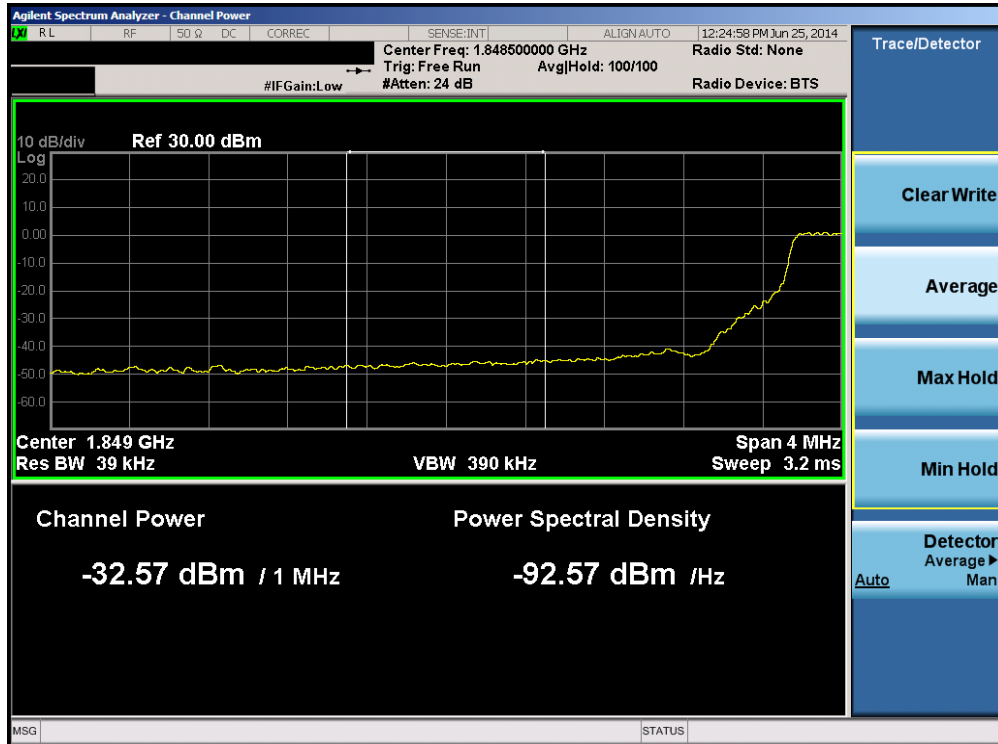 Agilent Spectrum Analyzer - Channel Power
LXI RL RF 50 Ω DC CORREC SENSE:INT ALIGN AUTO 12:24:58 PM Jun 25, 2014
Center Freq: 1.848500000 GHz Radio Std: None
Trig: Free Run Avg|Hold: 100/100
#IFGain:Low #Atten: 24 dB Radio Device: BTS
10 dB/div Ref 30.00 dBm
Log
20.0
10.0
0.00
-10.0
-20.0
-30.0
-40.0
-50.0
-60.0
Center 1.849 GHz Span 4 MHz
Res BW 39 kHz VBW 390 kHz Sweep 3.2 ms
Channel Power Power Spectral Density
-32.57 dBm / 1 MHz -92.57 dBm /Hz
Trace/Detector
Clear Write
Average
Max Hold
Min Hold
Detector
Average▶
Auto Man
MSG STATUS